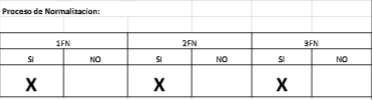 Proceso de Normalizacion:
1FN 2FN 3FN
SI NO SI NO SI NO
X X X